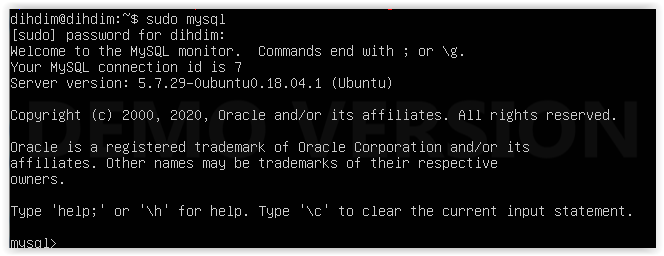 dihdim@dihdim:~$ sudo mysql
[sudo] password for dihdim:
Welcome to the MySQL monitor.  Commands end with ; or \g.
Your MySQL connection id is 7
Server version: 5.7.29-0ubuntu0.18.04.1 (Ubuntu)

Copyright (c) 2000, 2020, Oracle and/or its affiliates. All rights reserved.

Oracle is a registered trademark of Oracle Corporation and/or its
affiliates. Other names may be trademarks of their respective
owners.

Type 'help;' or '\h' for help. Type '\c' to clear the current input statement.

mysql>
DEMO VERSION